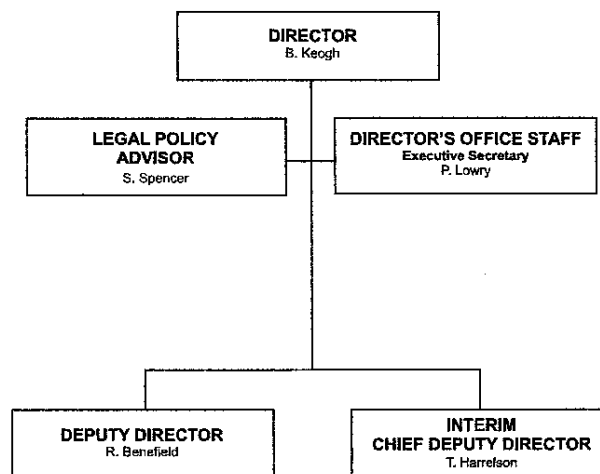 DIRECTOR
B. Keogh
LEGAL POLICY
ADVISOR
S. Spencer
DIRECTOR'S OFFICE STAFF
Executive Secretary
P. Lowry
DEPUTY DIRECTOR
R. Benefield
INTERIM
CHIEF DEPUTY DIRECTOR
T. Harrelson